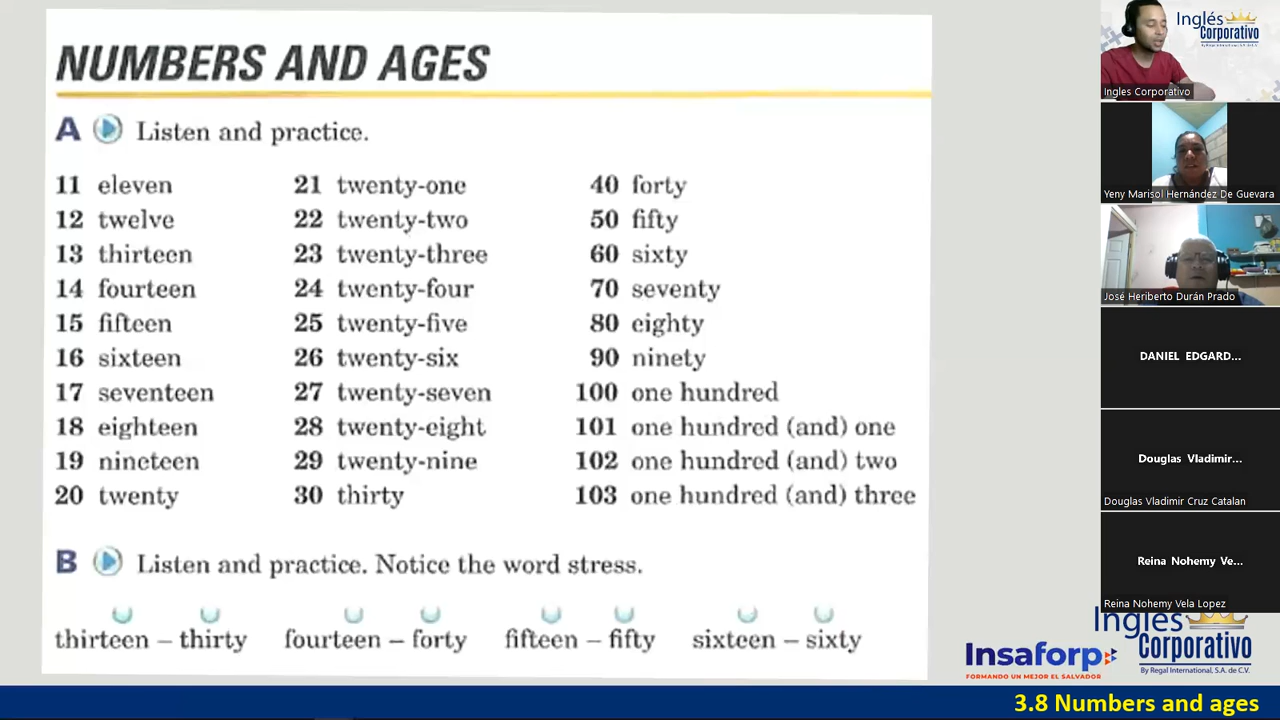 NUMBERS AND AGES
A Listen and practice.
11 eleven
12 twelve
13 thirteen
14 fourteen
15 fifteen
16 sixteen
17 seventeen
18 eighteen
19 nineteen
20 twenty
21 twenty-one
22 twenty-two
23 twenty-three
24 twenty-four
25 twenty-five
26 twenty-six
27 twenty-seven
28 twenty-eight
29 twenty-nine
30 thirty
40 forty
50 fifty
60 sixty
70 seventy
80 eighty
90 ninety
100 one hundred
101 one hundred (and) one
102 one hundred (and) two
103 one hundred (and) three
B Listen and practice. Notice the word stress.
thirteen – thirty fourteen – forty fifteen – fifty sixteen – sixty
Inglés
Corporativo
Ingles Corporativo
Yeny Marisol Hernández De Guevara
José Heriberto Durán Prado
DANIEL EDGARD...
Douglas Vladimir...
Douglas Vladimir Cruz Catalan
Reina Nohemy Ve...
Reina Nohemy Vela Lopez
Inglés
Corporativo
By Regal International, S.A. de C.V.
Insaforp
FORMANDO UN MEJOR EL SALVADOR
3.8 Numbers and ages